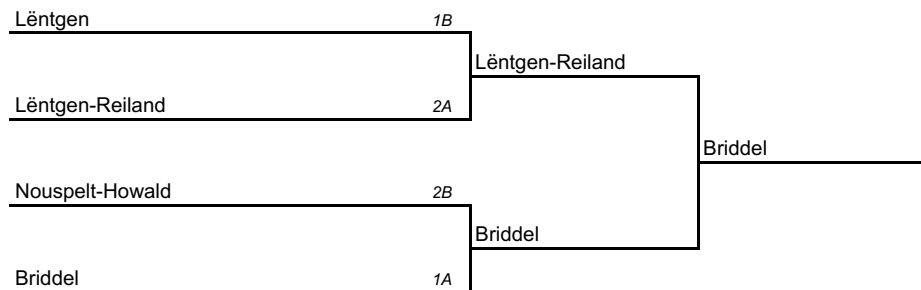 Lëntgen 1B
Lëntgen-Reiland
Lëntgen-Reiland 2A
Briddel
Nouspelt-Howald 2B
Briddel
Briddel 1A